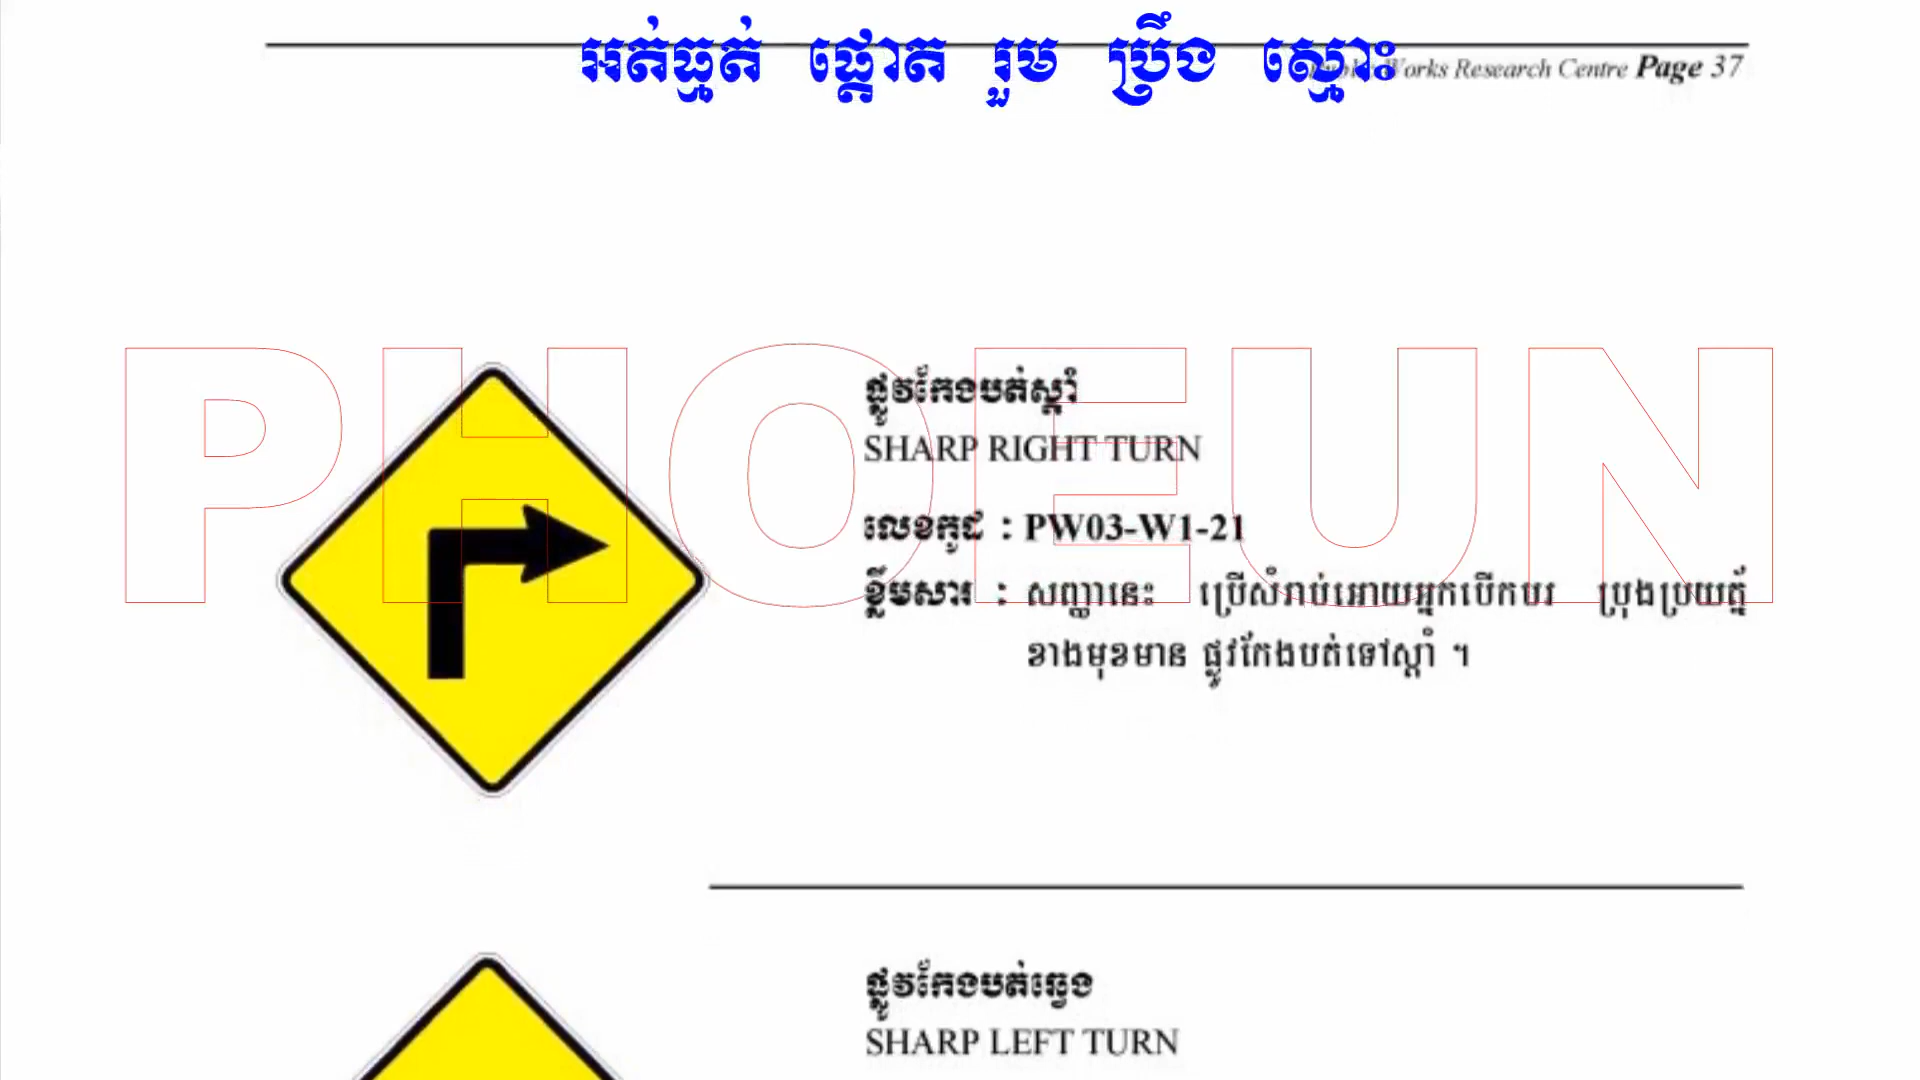 អត់ធ្មត់ ផ្តោត រួម ប្រឹង ស្មោះ
Works Research Centre Page 37
PHOEUN
ផ្លូវកែងបត់ស្តាំ
SHARP RIGHT TURN
លេខកូដ : PW03-W1-21
ខ្លឹមសារ : សញ្ញានេះ ប្រើសំរាប់អោយអ្នកបើកបរ ប្រុងប្រយត្ន័
ខាងមុខមាន ផ្លូវកែងបត់ទៅស្តាំ ។
ផ្លូវកែងបត់ឆ្វេង
SHARP LEFT TURN